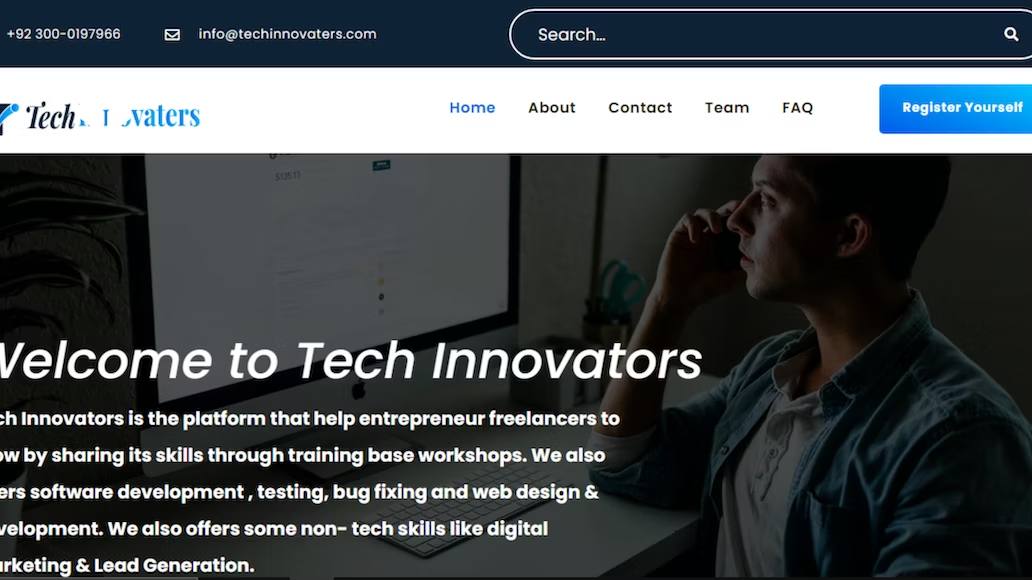 +92 300-0197966 info@techinnovaters.com Search...
Tech vaters Home About Contact Team FAQ Register Yourself
$135.13
Welcome to Tech Innovators
ch Innovators is the platform that help entrepreneur freelancers to
ow by sharing its skills through training base workshops. We also
ers software development , testing, bug fixing and web design &
velopment. We also offers some non- tech skills like digital
arketing & Lead Generation.